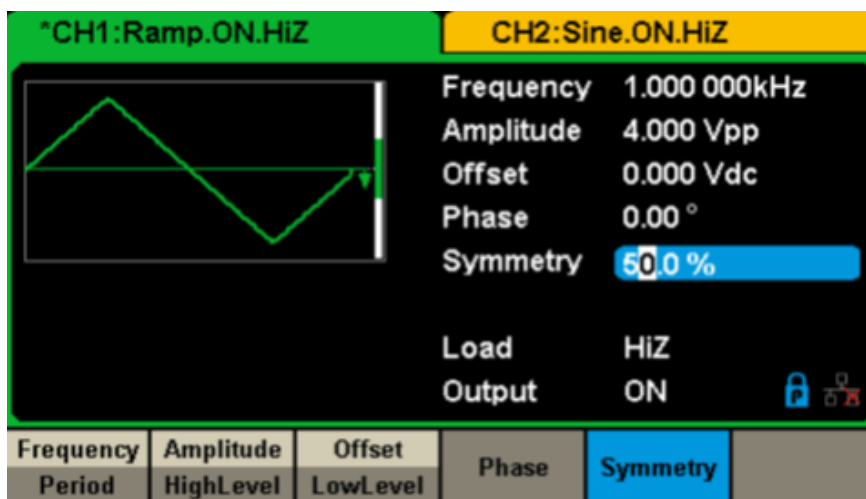 *CH1:Ramp.ON.HiZ
CH2:Sine.ON.HiZ
Frequency 1.000 000kHz
Amplitude 4.000 Vpp
Offset 0.000 Vdc
Phase 0.00 °
Symmetry 50.0 %
Load HiZ
Output ON
Frequency Amplitude Offset Phase Symmetry
Period HighLevel LowLevel